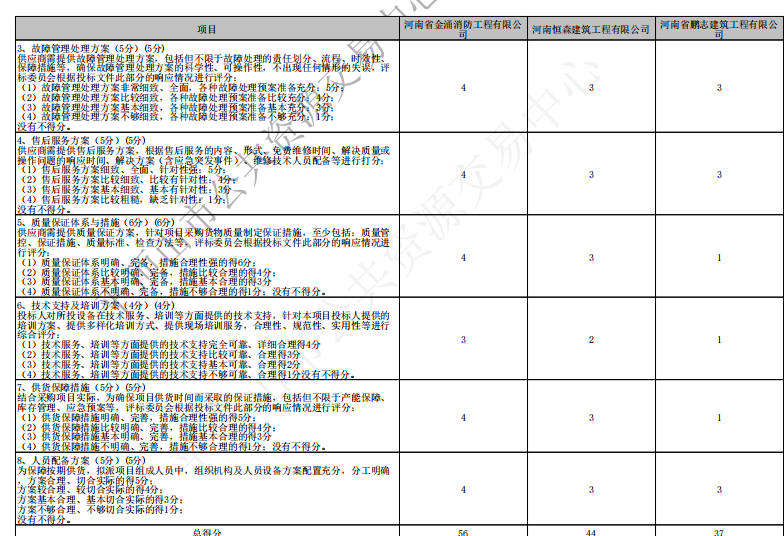 项目 河南省金涌消防工程有限公司 河南恒森建筑工程有限公司 河南省鹏志建筑工程有限公司
3、故障管理处理方案（5分）(5分)
供应商需提供故障管理处理方案，包括但不限于故障处理的责任划分、流程、时效性、
保障措施等，确保故障管理处理方案的科学性、可操作性，不出现任何情形的失误，评
标委员会根据投标文件此部分的响应情况进行评分：
（1）故障管理处理方案非常细致、全面，各种故障处理预案准备充分：5分；
（2）故障管理处理方案比较细致，各种故障处理预案准备比较充分：4分；
（3）故障管理处理方案基本细致，各种故障处理预案准备基本充分：3分；
（4）故障管理处理方案不够细致，各种故障处理预案准备不够充分：1分；
没有不得分。
4 3 3
4、售后服务方案（5分）(5分)
供应商需提供售后服务方案，根据售后服务的内容、形式、免费维修时间、解决质量或
操作问题的响应时间、解决方案（含应急突发事件）、维修技术人员配备等进行打分：
（1）售后服务方案细致、全面、针对性强：5分；
（2）售后服务方案比较细致、比较有针对性：4分；
（3）售后服务方案基本细致、基本有针对性：3分
（4）售后服务方案比较粗糙，缺乏针对性：1分；
没有不得分。
4 3 3
5、质量保证体系与措施（6分）(6分)
供应商需提供质量保证方案，针对项目采购货物质量制定保证措施，至少包括：质量管
控、保证措施、质量标准、检查方法等，评标委员会根据投标文件此部分的响应情况进
行评分：
（1）质量保证体系明确、完备，措施合理性强的得6分；
（2）质量保证体系比较明确、完备，措施比较合理的得4分；
（3）质量保证体系基本明确、完备，措施基本合理的得3分
（4）质量保证体系不明确、完备，措施不够合理的得1分；没有不得分。
4 3 1
6、技术支持及培训方案（4分）(4分)
投标人对所投设备在技术服务、培训等方面提供的技术支持，针对本项目投标人提供的
培训方案、提供多样化培训方式、提供现场培训服务，合理性、规范性、实用性等进行
综合评分：
（1）技术服务、培训等方面提供的技术支持完全可靠、详细合理得4分
（2）技术服务、培训等方面提供的技术支持比较可靠、合理得3分
（3）技术服务、培训等方面提供的技术支持基本可靠、合理得2分
（4）技术服务、培训等方面提供的技术支持不够可靠、合理得1分没有不得分。
3 2 1
7、供货保障措施（5分）(5分)
结合采购项目实际，为确保项目供货时间而采取的保证措施，包括但不限于产能保障、
库存管理、应急预案等，评标委员会根据投标文件此部分的响应情况进行评分：
（1）供货保障措施明确、完善，措施合理性强的得5分；
（2）供货保障措施比较明确、完善，措施比较合理的得4分；
（3）供货保障措施基本明确、完善，措施基本合理的得3分
（4）供货保障措施不明确、完善，措施不够合理的得1分；没有不得分。
4 3 1
8、人员配备方案（5分）(5分)
为保障按期供货，拟派项目组成人员中，组织机构及人员设备方案配置充分，分工明确
，方案合理、切合实际的得5分；
方案较合理、较切合实际的得4分；
方案基本合理、基本切合实际的得3分；
方案不够合理、不够切合实际的得1分；
没有不得分。
4 3 3
总得分 56 44 37